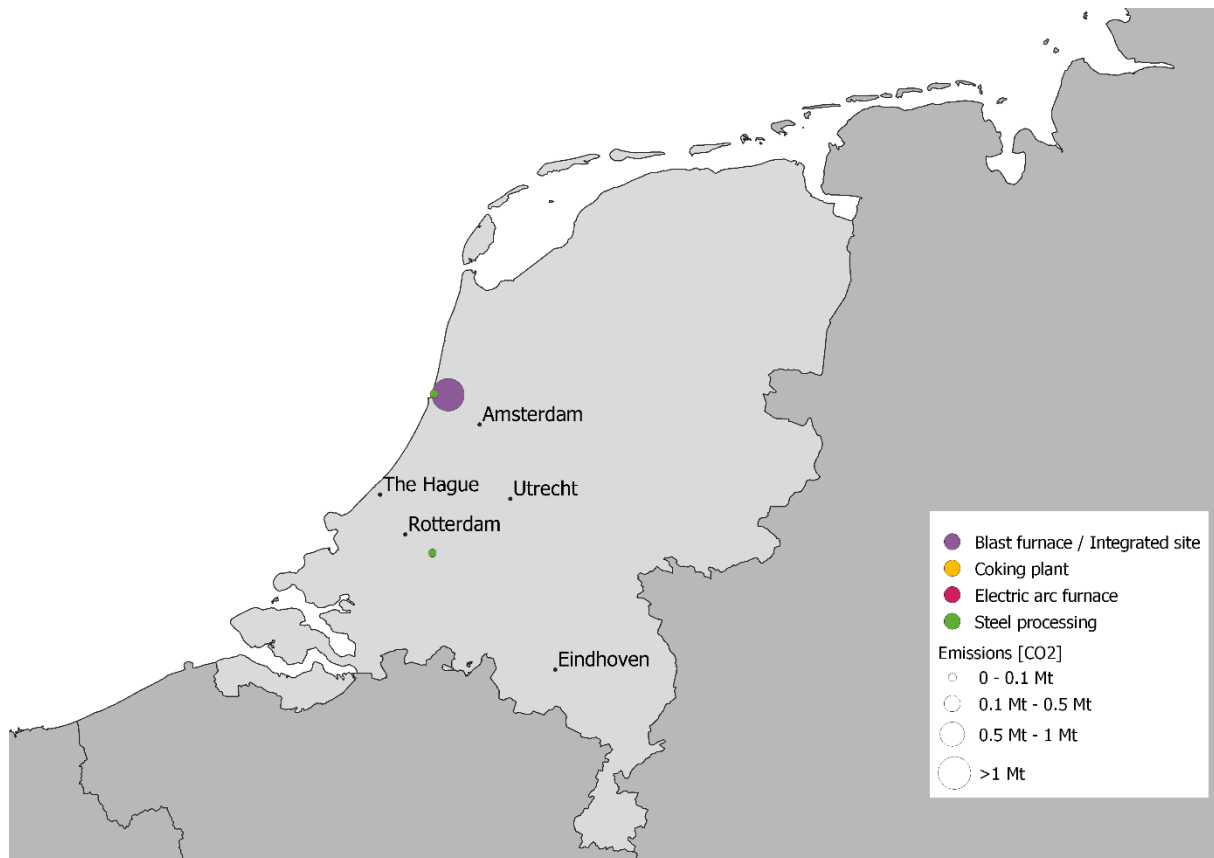 Amsterdam
The Hague
Utrecht
Rotterdam
Eindhoven
Blast furnace / Integrated site
Coking plant
Electric arc furnace
Steel processing
Emissions [CO2]
0 - 0.1 Mt
0.1 Mt - 0.5 Mt
0.5 Mt - 1 Mt
>1 Mt